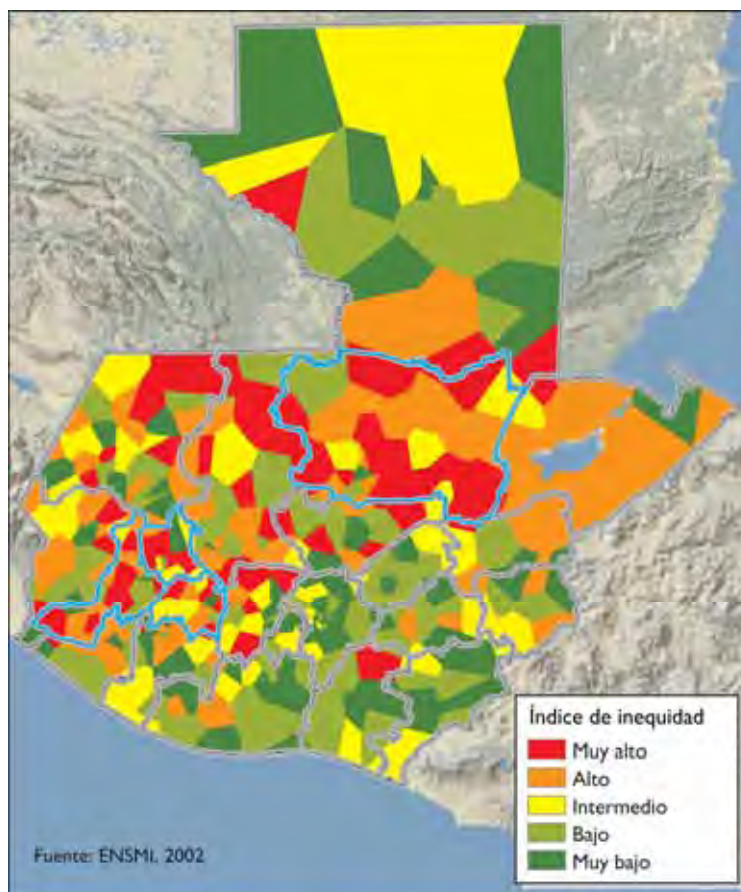 Índice de inequidad
Muy alto
Alto
Intermedio
Bajo
Muy bajo
Fuente: ENSMI, 2002